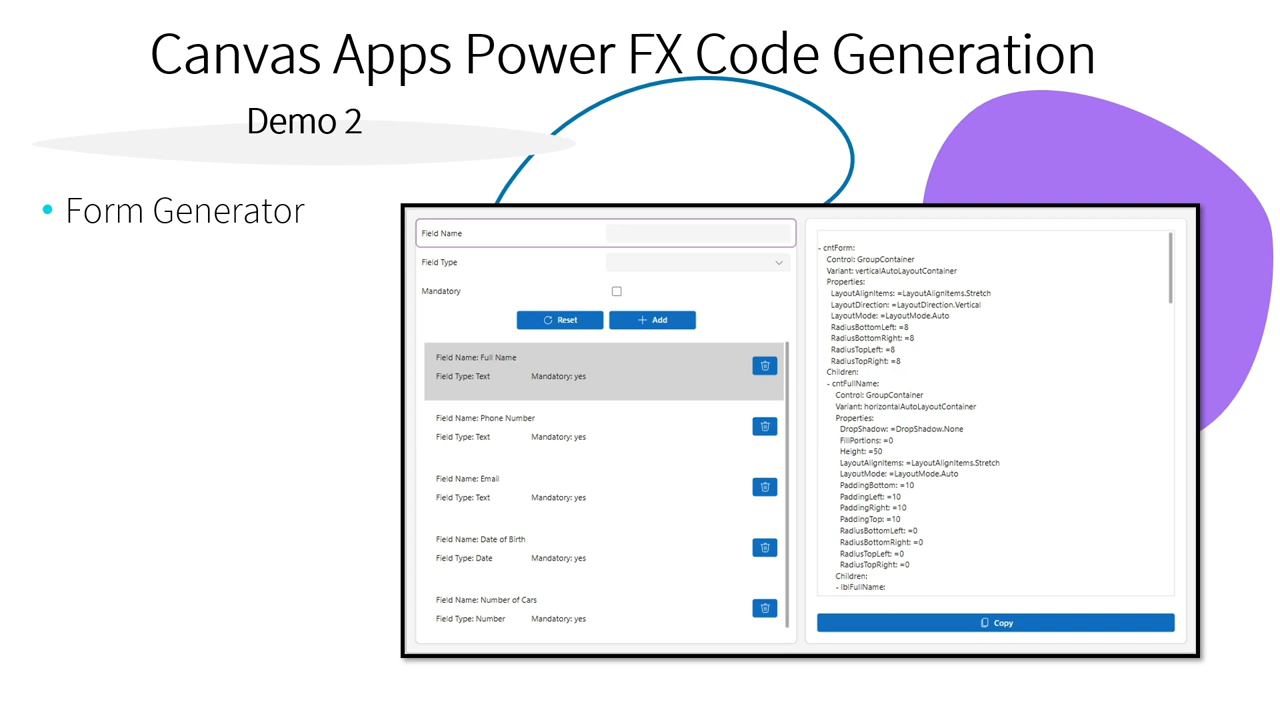 Canvas Apps Power FX Code Generation
Demo 2
• Form Generator
Field Name
Field Type
Mandatory
Reset
Add
Field Name: Full Name
Field Type: Text Mandatory: yes
Field Name: Phone Number
Field Type: Text Mandatory: yes
Field Name: Email
Field Type: Text Mandatory: yes
Field Name: Date of Birth
Field Type: Date Mandatory: yes
Field Name: Number of Cars
Field Type: Number Mandatory: yes
- cntForm:
Control: GroupContainer
Variant: verticalAutoLayoutContainer
Properties:
LayoutAlignItems: =LayoutAlignItems.Stretch
LayoutDirection: =LayoutDirection.Vertical
LayoutMode: =LayoutMode.Auto
RadiusBottomLeft: =8
RadiusBottomRight: =8
RadiusTopLeft: =8
RadiusTopRight: =8
Children:
- cntFullName:
Control: GroupContainer
Variant: horizontalAutoLayoutContainer
Properties:
DropShadow: =DropShadow.None
FillPortions: =0
Height: =50
LayoutAlignItems: =LayoutAlignItems.Stretch
LayoutMode: =LayoutMode.Auto
PaddingBottom: =10
PaddingLeft: =10
PaddingRight: =10
PaddingTop: =10
RadiusBottomLeft: =0
RadiusBottomRight: =0
RadiusTopLeft: =0
RadiusTopRight: =0
Children:
- lblFullName:
Copy